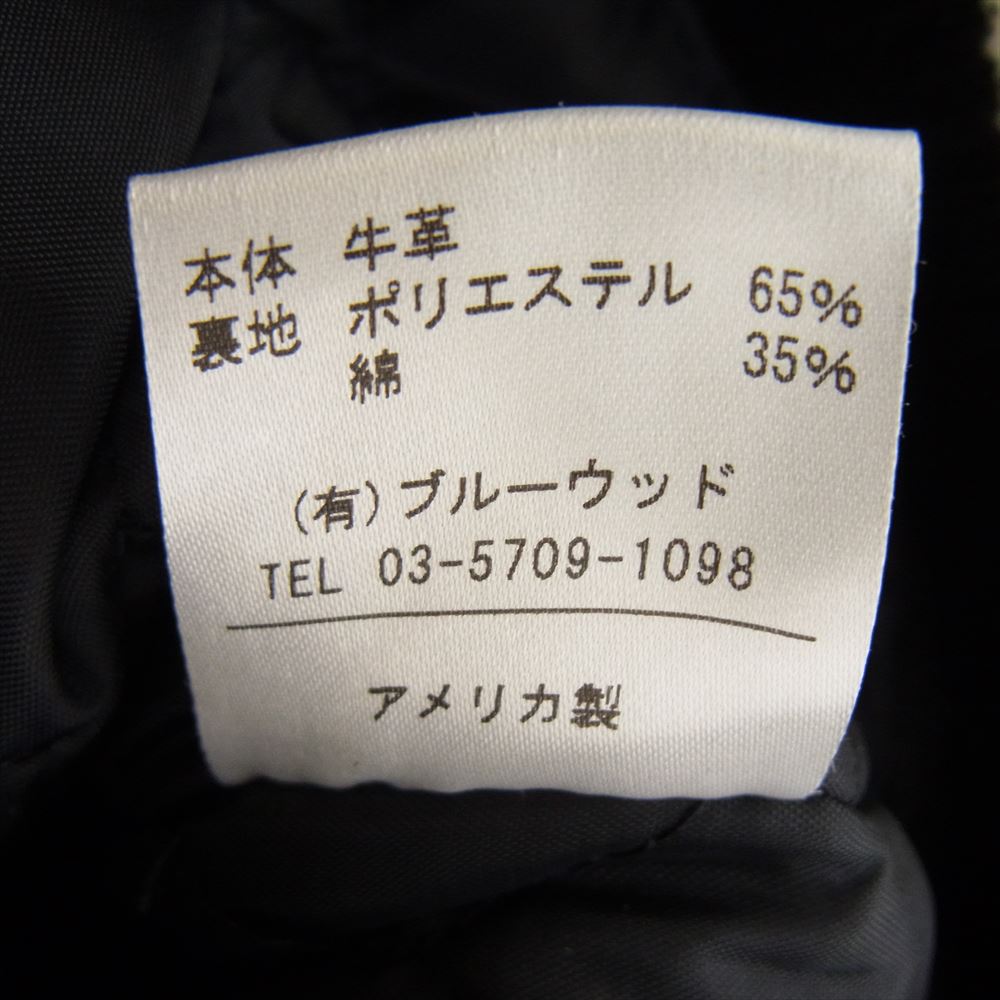 本体 牛革
裏地 ポリエステル 65%
綿 35%
(有)ブルーウッド
TEL 03-5709-1098
アメリカ製